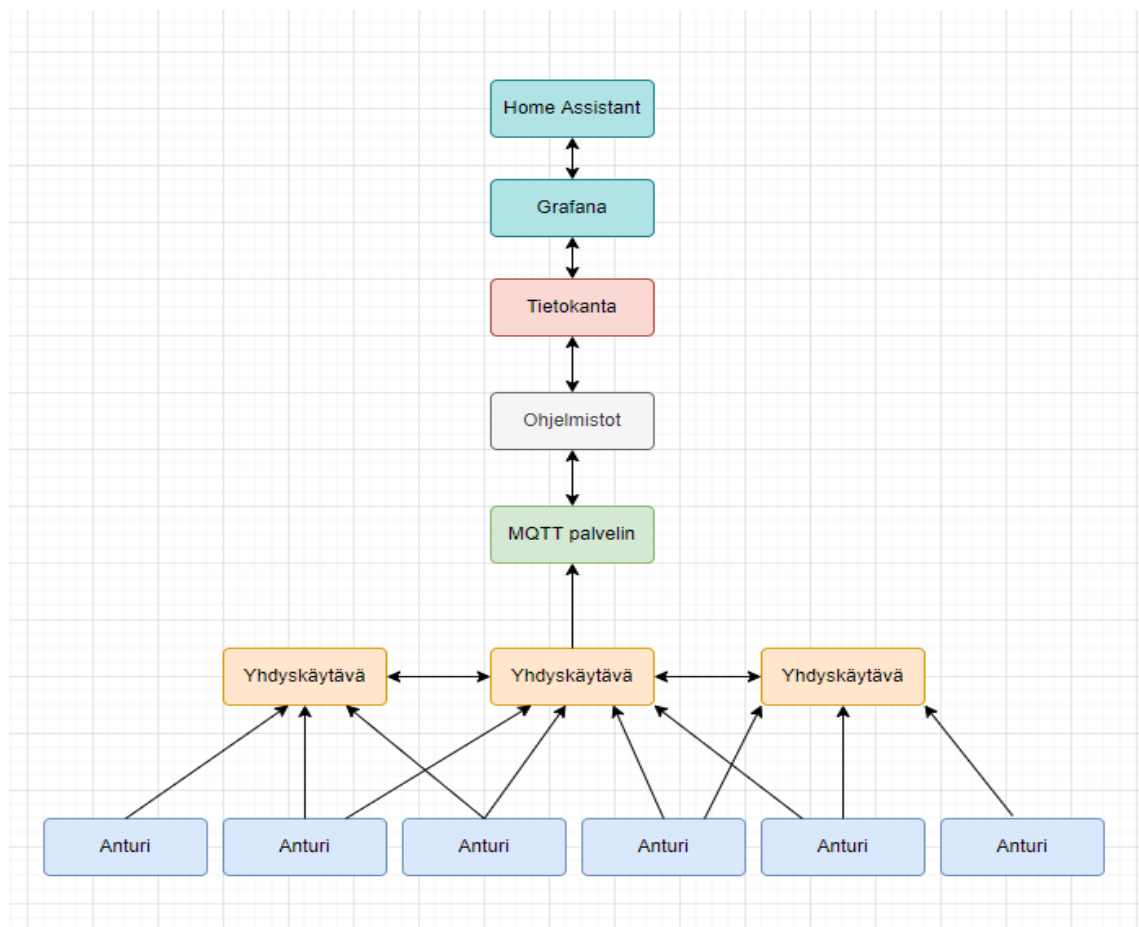 Home Assistant
Grafana
Tietokanta
Ohjelmistot
MQTT palvelin
Yhdyskäytävä
Yhdyskäytävä
Yhdyskäytävä
Anturi
Anturi
Anturi
Anturi
Anturi
Anturi